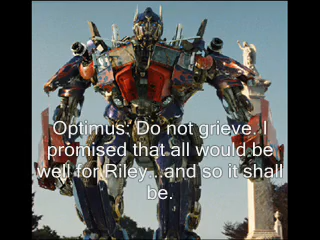 Optimus: Do not grieve. I
promised that all would be
well for Riley...and so it shall
be.